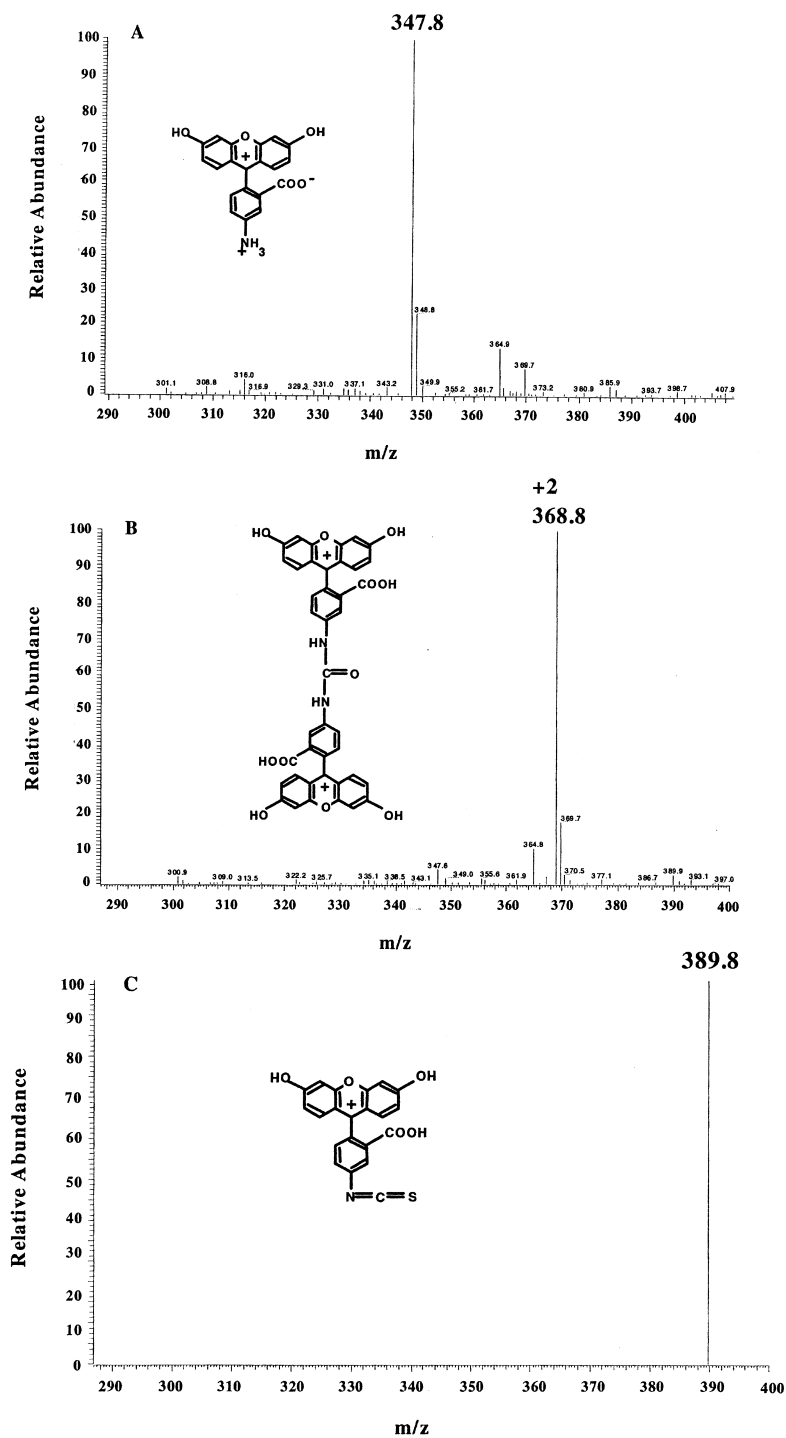 347.8
A
100
90
80
70
60
50
40
30
20
10
0
Relative Abundance
HO O OH
+
COO-
NH3
+
301.1 308.8 316.0 316.9 329.3 331.0 337.1 343.2 348.8 349.9 355.2 361.7 364.9 369.7 373.2 380.9 385.9 393.7 398.7 407.9
290 300 310 320 330 340 350 360 370 380 390 400
m/z
+2
368.8
B
100
90
80
70
60
50
40
30
20
10
0
Relative Abundance
HO O OH
+
COOH
HN
C=O
HN
HOOC
+
HO O OH
300.9 309.0 313.5 322.2 325.7 335.1 338.5 343.1 347.8 349.0 355.6 361.9 364.8 369.7 370.5 377.1 386.7 389.9 393.1 397.0
290 300 310 320 330 340 350 360 370 380 390 400
m/z
389.8
C
100
90
80
70
60
50
40
30
20
10
0
Relative Abundance
HO O OH
+
COOH
N=C=S
290 300 310 320 330 340 350 360 370 380 390 400
m/z